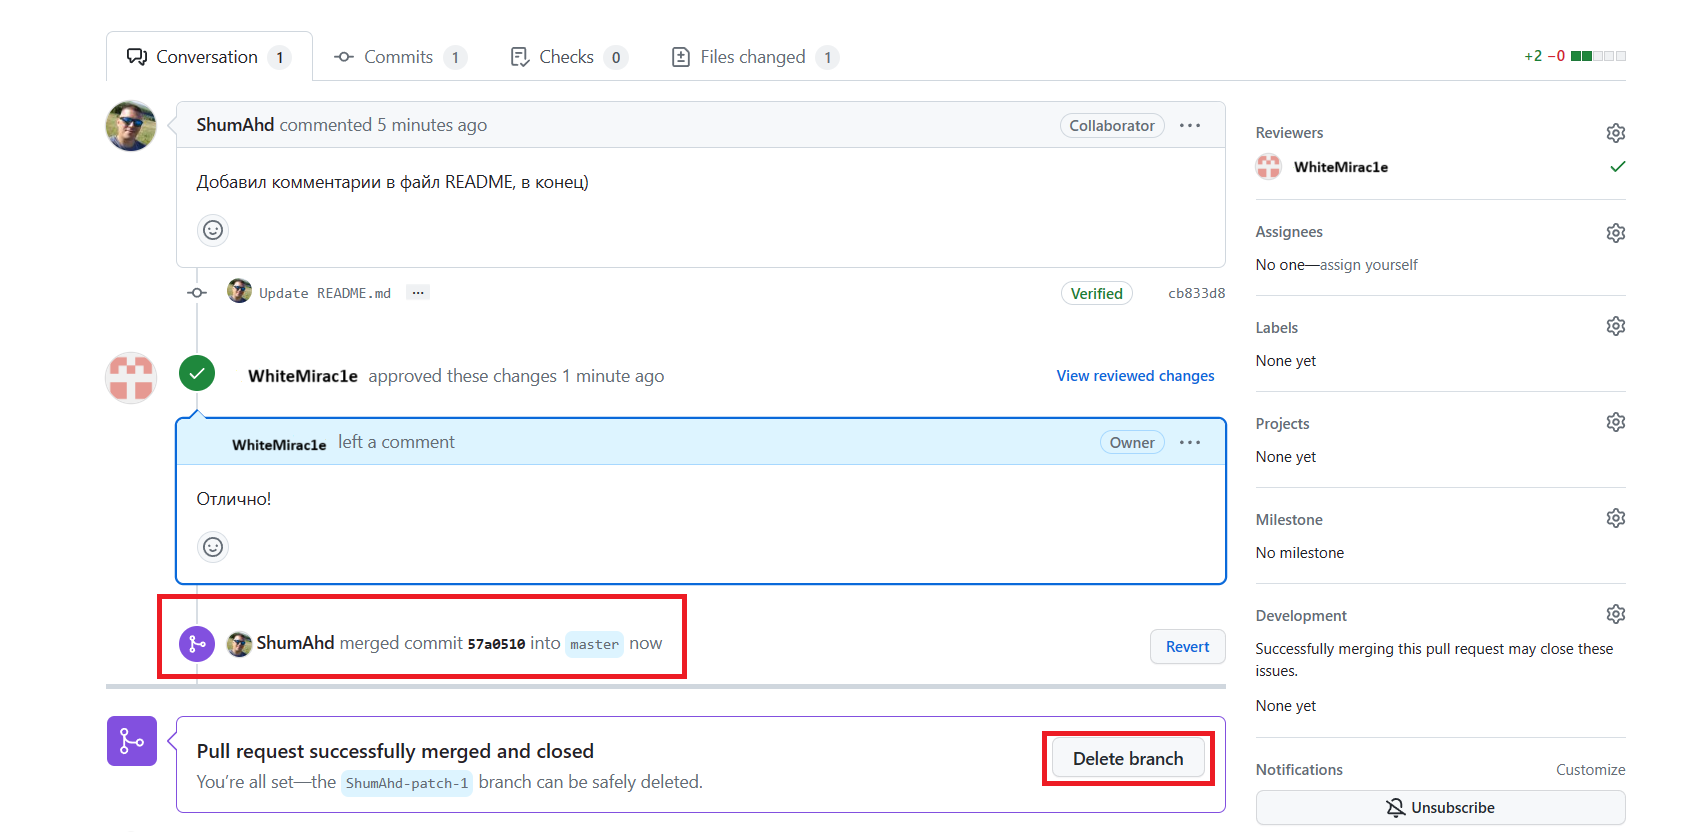 Conversation 1 Commits 1 Checks 0 Files changed 1 +2 −0
ShumAhd commented 5 minutes ago Collaborator ...
Добавил комментарии в файл README, в конец)
Update README.md ... Verified cb833d8
WhiteMirac1e approved these changes 1 minute ago View reviewed changes
WhiteMirac1e left a comment Owner ...
Отлично!
ShumAhd merged commit 57a0510 into master now Revert
Pull request successfully merged and closed
You’re all set—the ShumAhd-patch-1 branch can be safely deleted.
Delete branch
Reviewers
WhiteMirac1e
Assignees
No one—assign yourself
Labels
None yet
Projects
None yet
Milestone
No milestone
Development
Successfully merging this pull request may close these
issues.
None yet
Notifications Customize
Unsubscribe